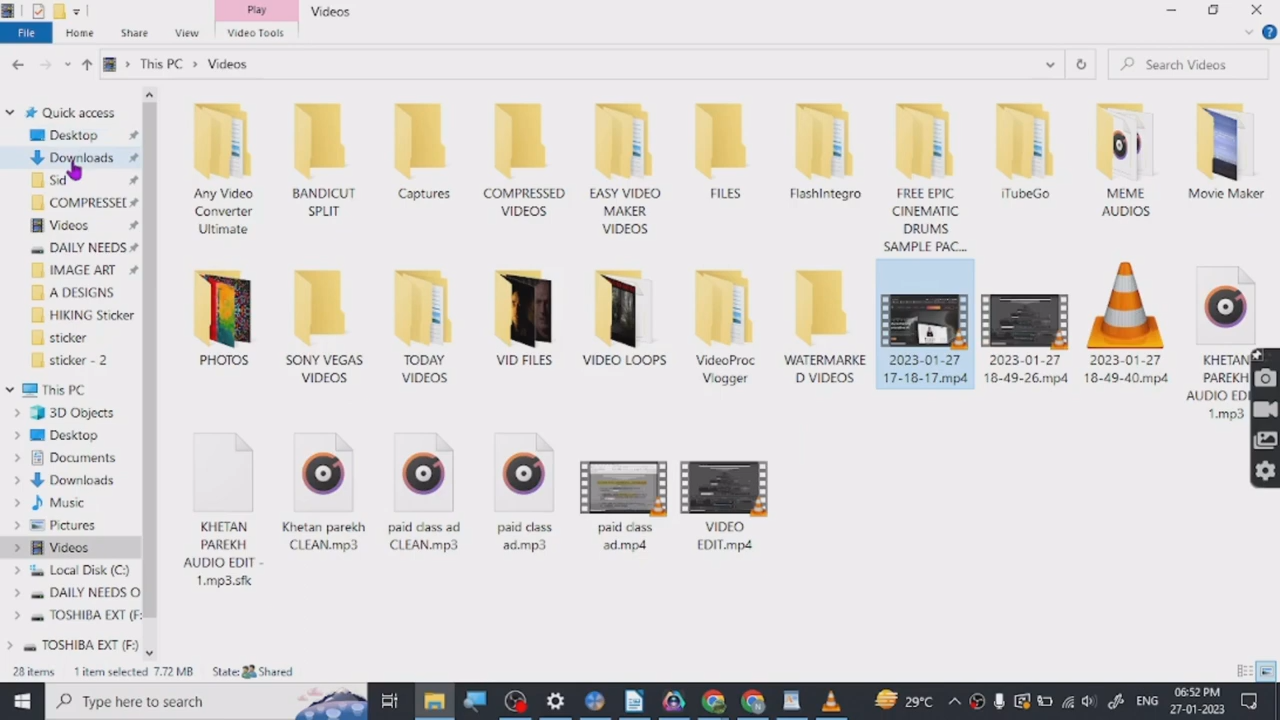 Play
Videos
File
Home
Share
View
Video Tools
This PC
Videos
Search Videos
Quick access
Desktop
Downloads
Sid
COMPRESSED
Videos
DAILY NEEDS
IMAGE ART
A DESIGNS
HIKING Sticker
sticker
sticker - 2
This PC
3D Objects
Desktop
Documents
Downloads
Music
Pictures
Videos
Local Disk (C:)
DAILY NEEDS O
TOSHIBA EXT (F:
TOSHIBA EXT (F:)
Any Video
Converter
Ultimate
BANDICUT
SPLIT
Captures
COMPRESSED
VIDEOS
EASY VIDEO
MAKER
VIDEOS
FILES
FlashIntegro
FREE EPIC
CINEMATIC
DRUMS
SAMPLE PAC...
iTubeGo
MEME
AUDIOS
Movie Maker
PHOTOS
SONY VEGAS
VIDEOS
TODAY
VIDEOS
VID FILES
VIDEO LOOPS
VideoProc
Vlogger
WATERMARKE
D VIDEOS
2023-01-27
17-18-17.mp4
2023-01-27
18-49-26.mp4
2023-01-27
18-49-40.mp4
KHETAN
PAREKH
AUDIO EDI
1.mp3
KHETAN
PAREKH
AUDIO EDIT -
1.mp3.sfk
Khetan parekh
CLEAN.mp3
paid class ad
CLEAN.mp3
paid class
ad.mp3
paid class
ad.mp4
VIDEO
EDIT.mp4
28 items
1 item selected 7.72 MB
State: Shared
Type here to search
29°C
ENG
06:52 PM
27-01-2023